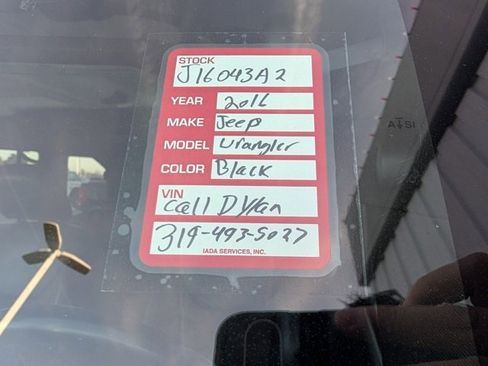 STOCK
J16043A2
YEAR 2016
MAKE Jeep
MODEL Wrangler
COLOR Black
VIN
Call Dylan
319-493-5027
IADA SERVICES, INC.